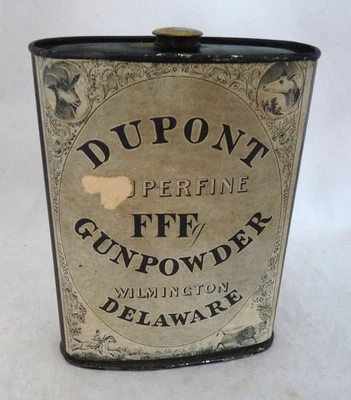 DUPONT
UPERFINE
FFFg
GUNPOWDER
WILMINGTON
DELAWARE